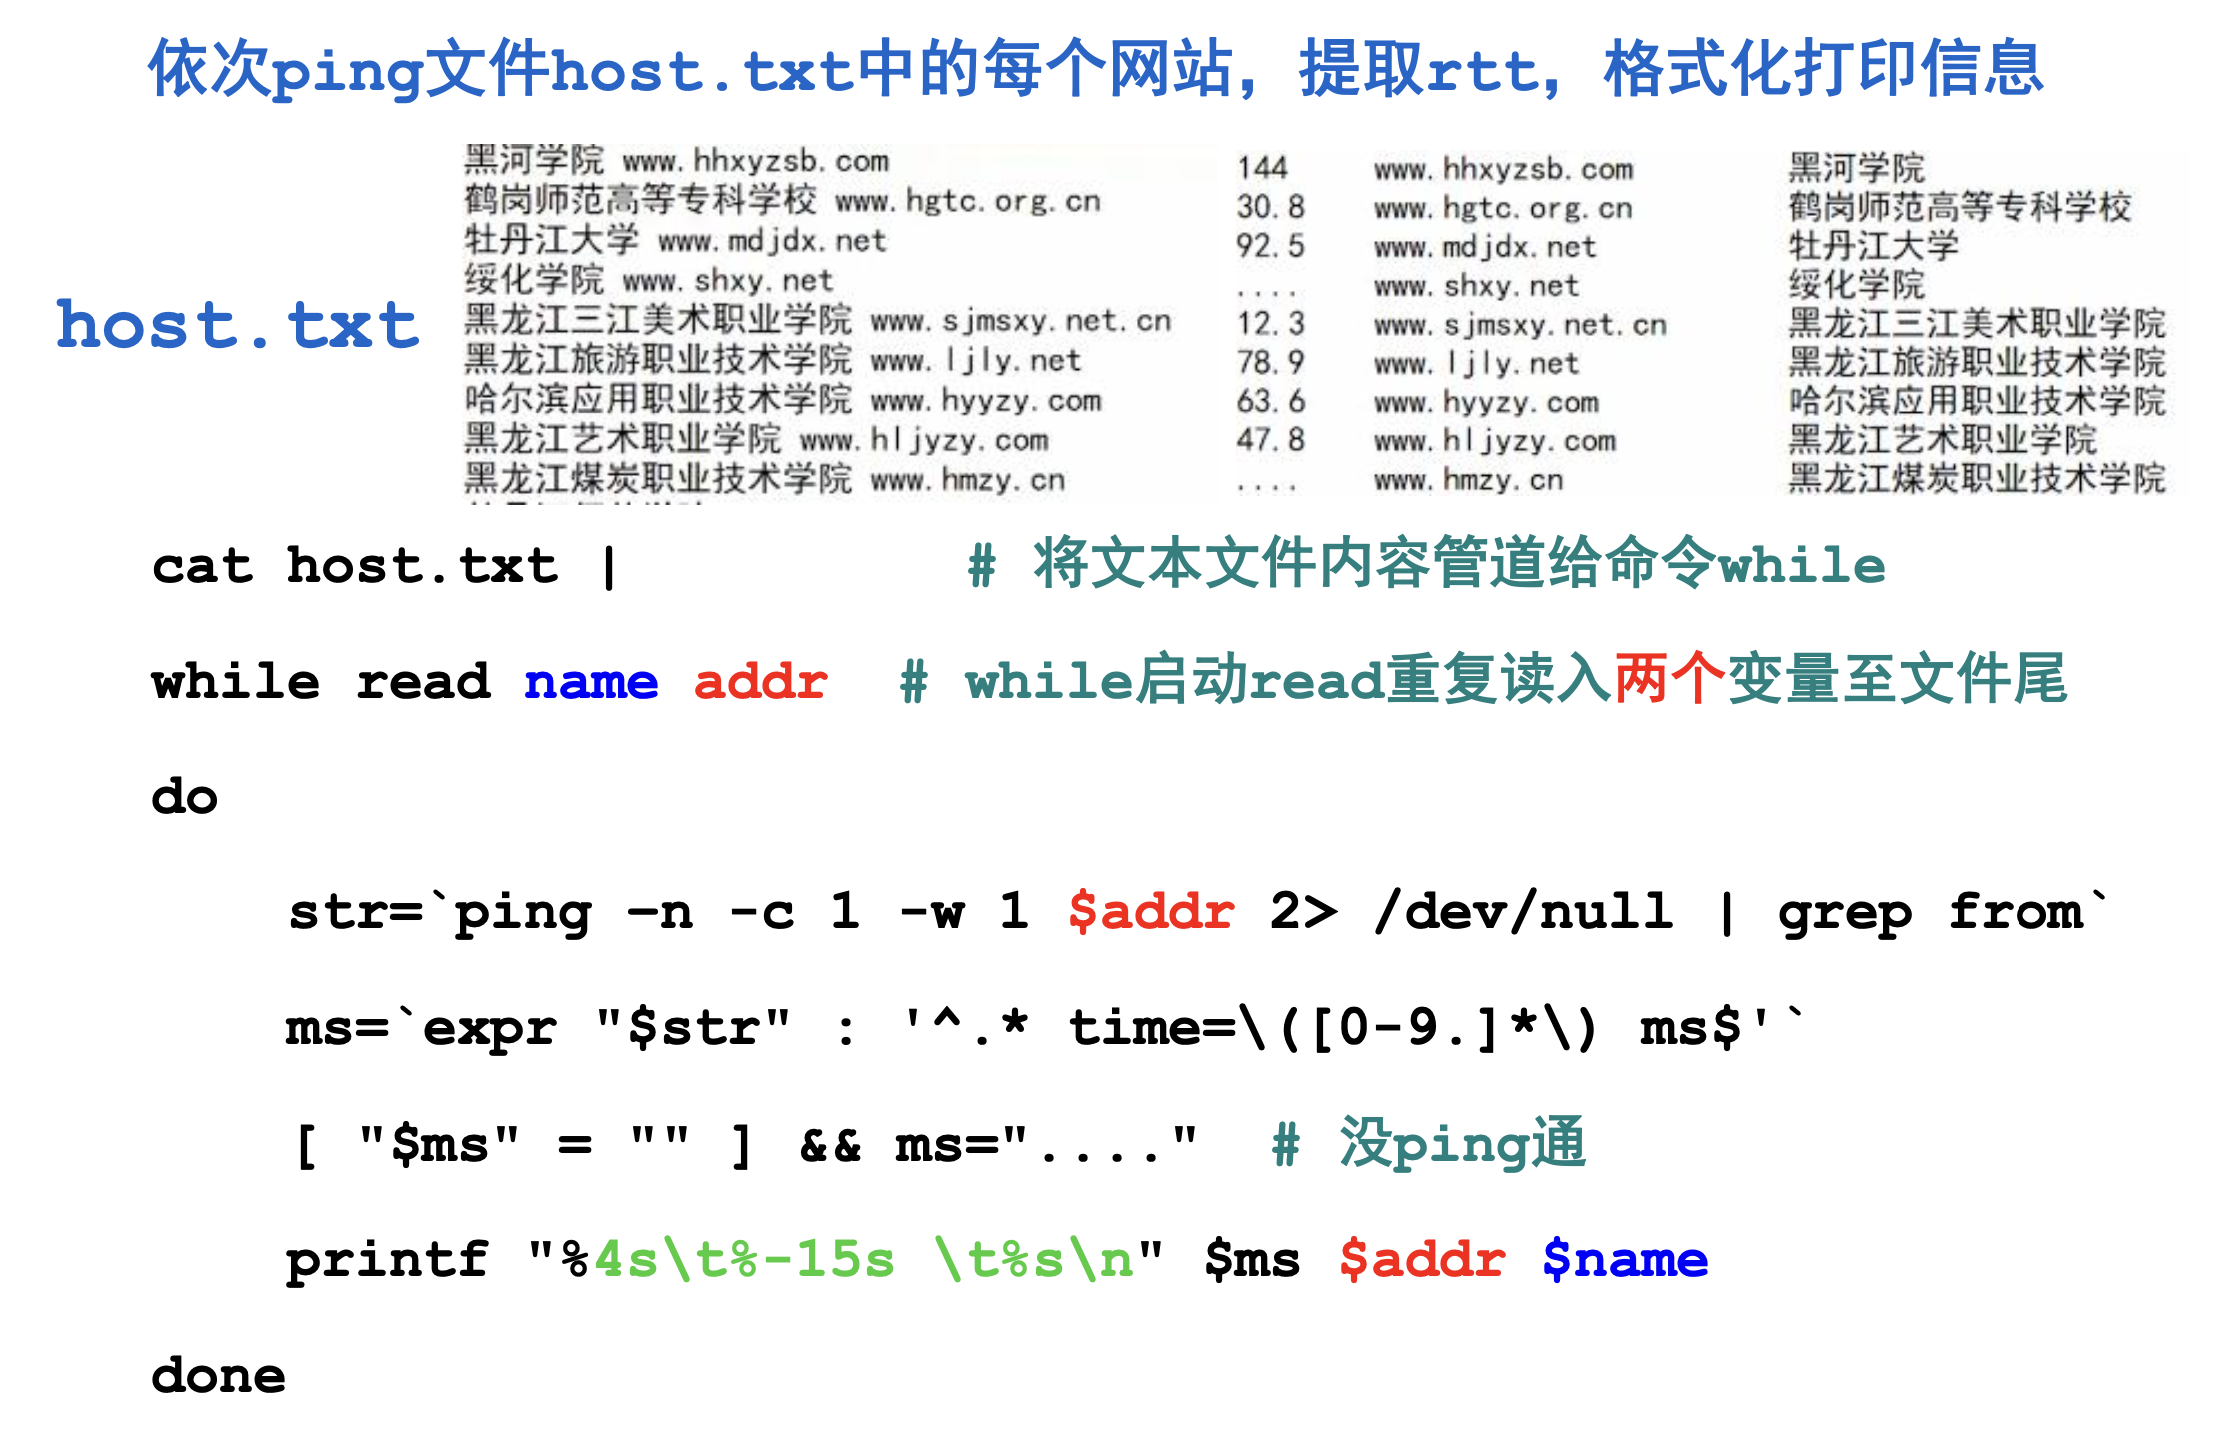 依次ping文件host.txt中的每个网站，提取rtt，格式化打印信息
host.txt
黑河学院 www.hhxyzsb.com
鹤岗师范高等专科学校 www.hgtc.org.cn
牡丹江大学 www.mdjdx.net
绥化学院 www.shxy.net
黑龙江三江美术职业学院 www.sjmsxy.net.cn
黑龙江旅游职业技术学院 www.ljly.net
哈尔滨应用职业技术学院 www.hyyzy.com
黑龙江艺术职业学院 www.hljyzy.com
黑龙江煤炭职业技术学院 www.hmzy.cn
144 www.hhxyzsb.com 黑河学院
30.8 www.hgtc.org.cn 鹤岗师范高等专科学校
92.5 www.mdjdx.net 牡丹江大学
.... www.shxy.net 绥化学院
12.3 www.sjmsxy.net.cn 黑龙江三江美术职业学院
78.9 www.ljly.net 黑龙江旅游职业技术学院
63.6 www.hyyzy.com 哈尔滨应用职业技术学院
47.8 www.hljyzy.com 黑龙江艺术职业学院
.... www.hmzy.cn 黑龙江煤炭职业技术学院
cat host.txt | # 将文本文件内容管道给命令while
while read name addr # while启动read重复读入两个变量至文件尾
do
str=`ping –n -c 1 -w 1 $addr 2> /dev/null | grep from`
ms=`expr "$str" : '^.* time=\([0-9.]*\) ms$'`
[ "$ms" = "" ] && ms="...." # 没ping通
printf "%4s\t%-15s \t%s\n" $ms $addr $name
done